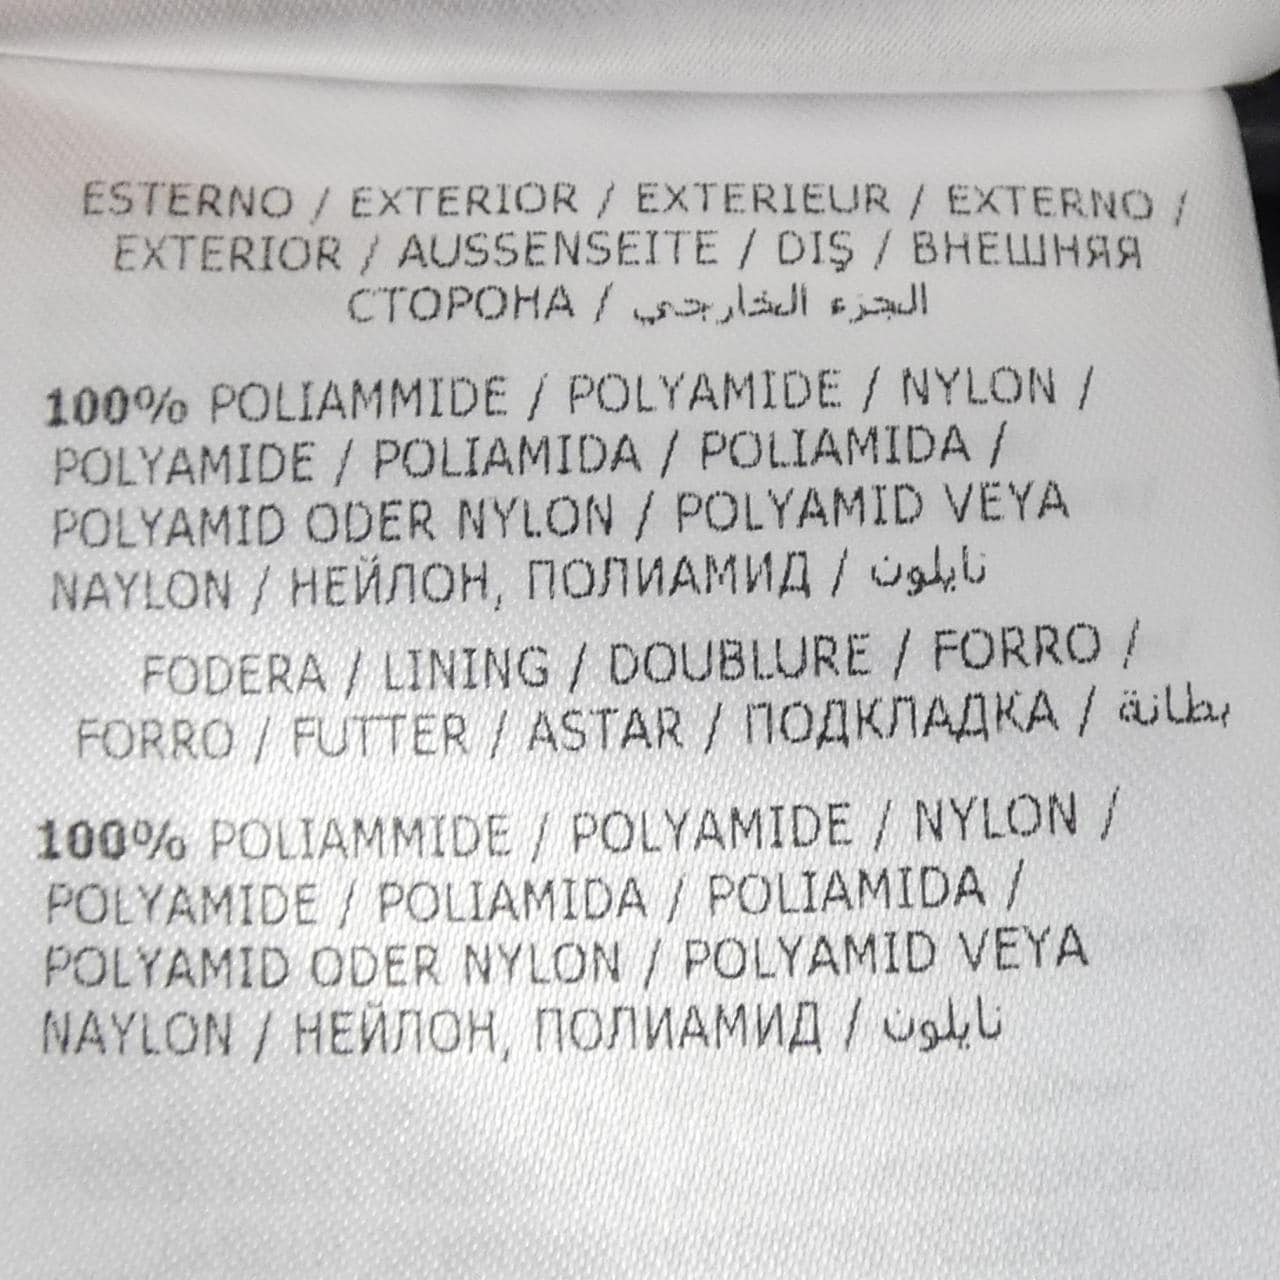 ESTERNO / EXTERIOR / EXTERIEUR / EXTERNO /
EXTERIOR / AUSSENSEITE / DIŞ / ВНЕШНЯЯ
СТОРОНА / الجزء الخارجي
100% POLIAMMIDE / POLYAMIDE / NYLON /
POLYAMIDE / POLIAMIDA / POLIAMIDA /
POLYAMID ODER NYLON / POLYAMID VEYA
NAYLON / НЕЙЛОН, ПОЛИАМИД / نايلون
FODERA / LINING / DOUBLURE / FORRO /
FORRO / FUTTER / ASTAR / ПОДКЛАДКА / بطانة
100% POLIAMMIDE / POLYAMIDE / NYLON /
POLYAMIDE / POLIAMIDA / POLIAMIDA /
POLYAMID ODER NYLON / POLYAMID VEYA
NAYLON / НЕЙЛОН, ПОЛИАМИД / نايلون